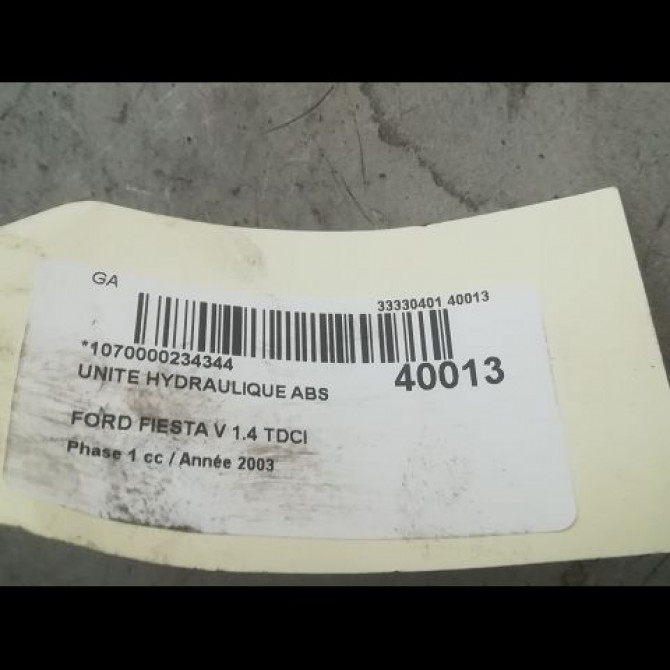 GA
33330401 40013
*1070000234344
40013
UNITE HYDRAULIQUE ABS
FORD FIESTA V 1.4 TDCI
Phase 1 cc / Année 2003